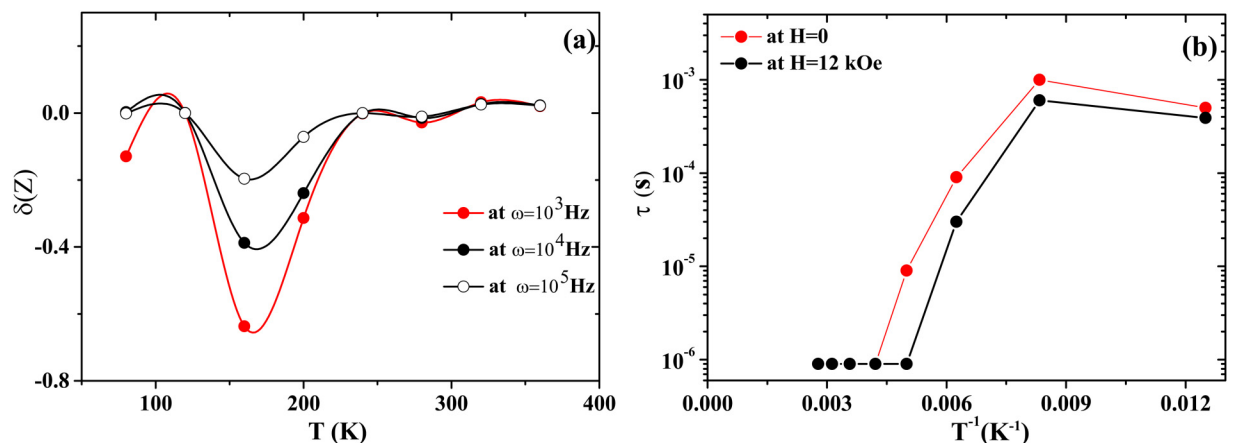 (a)
δ(Z)
0.0
-0.4
-0.8
at ω=10³Hz
at ω=10⁴Hz
at ω=10⁵Hz
100 200 300 400
T (K)
(b)
at H=0
at H=12 kOe
τ (s)
10⁻³
10⁻⁴
10⁻⁵
10⁻⁶
0.000 0.003 0.006 0.009 0.012
T⁻¹(K⁻¹)